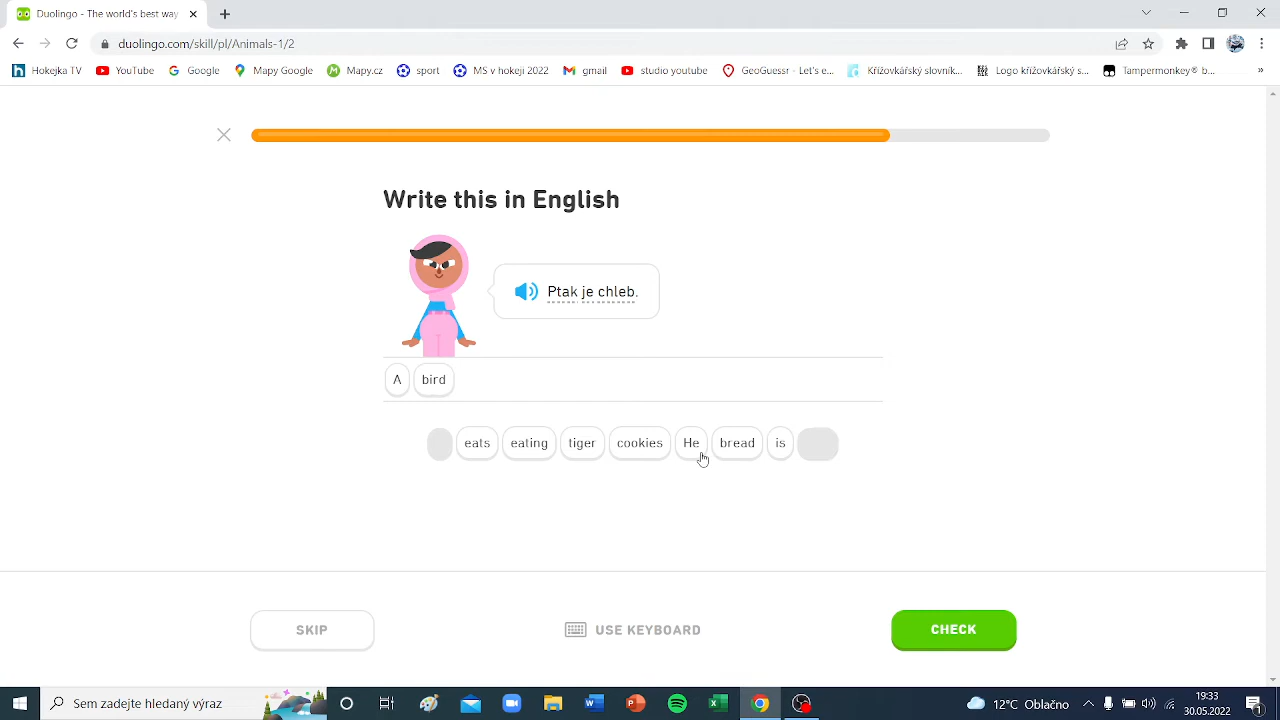 Duolingo - The world's best way
duolingo.com/skill/pl/Animals-1/2
Hokejka TV YouTube Google Mapy Google Mapy.cz sport MS v hokeji 2022 gmail studio youtube GeoGuessr - Let's e... Křížovkářský slovník... Logo křížovkářský s... Tampermonkey® b... »
Write this in English
Ptak je chleb.
A bird
eats eating tiger cookies He bread is
SKIP USE KEYBOARD CHECK
Sem zadejte hledaný výraz
12°C Oblačno
19:33
30.05.2022